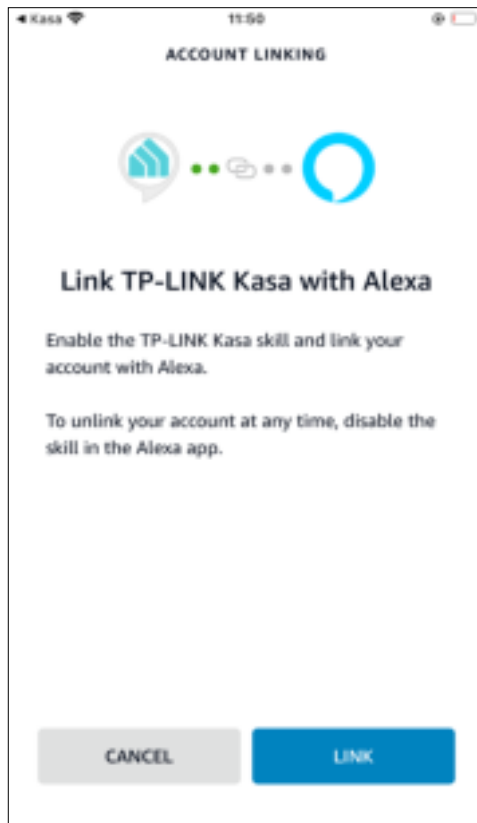 Kasa 11:50
ACCOUNT LINKING
Link TP-LINK Kasa with Alexa
Enable the TP-LINK Kasa skill and link your
account with Alexa.
To unlink your account at any time, disable the
skill in the Alexa app.
CANCEL LINK